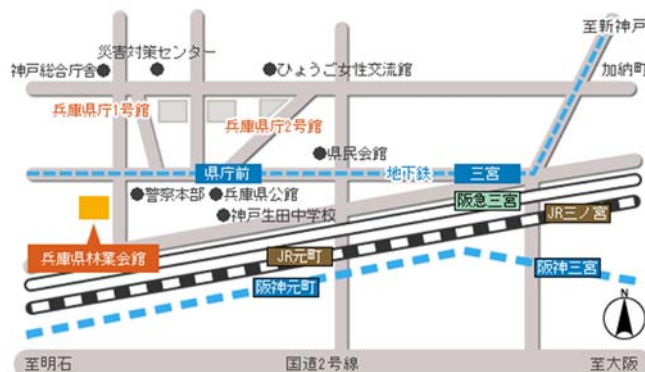 至新神戸
災害対策センター
神戸総合庁舎
ひょうご女性交流館
加納町
兵庫県庁1号館
兵庫県庁2号館
県民会館
県庁前
地下鉄
三宮
警察本部
兵庫県公館
阪急三宮
神戸生田中学校
JR三ノ宮
兵庫県林業会館
JR元町
阪神元町
阪神三宮
N
至明石
国道2号線
至大阪